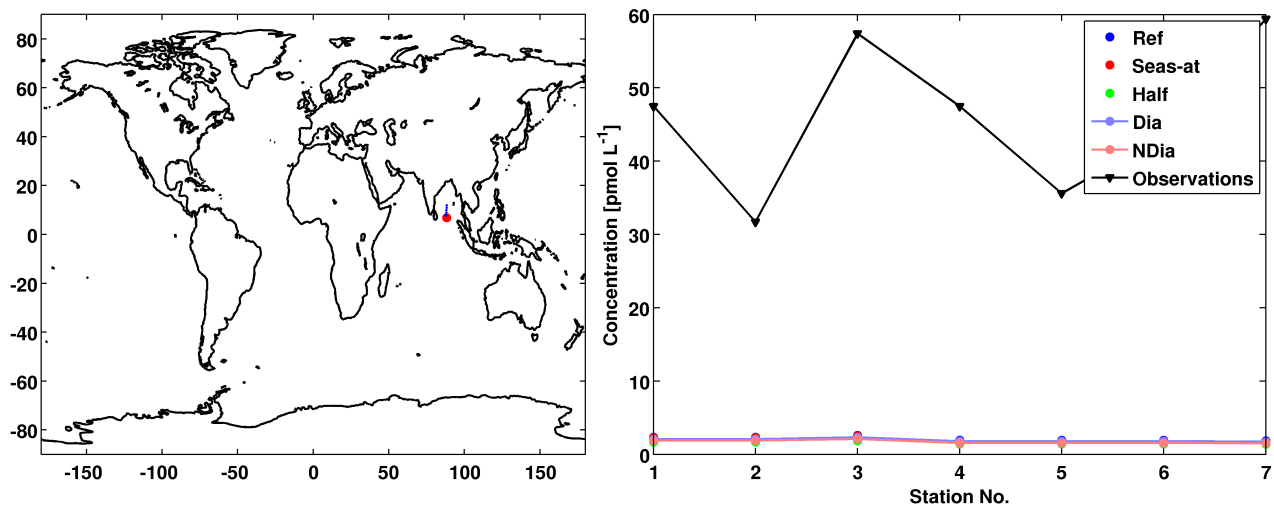 80
60
40
20
0
-20
-40
-60
-80
-150 -100 -50 0 50 100 150
Concentration [pmol L-1]
60
50
40
30
20
10
0
1 2 3 4 5 6 7
Station No.
Ref
Seas-at
Half
Dia
NDia
Observations